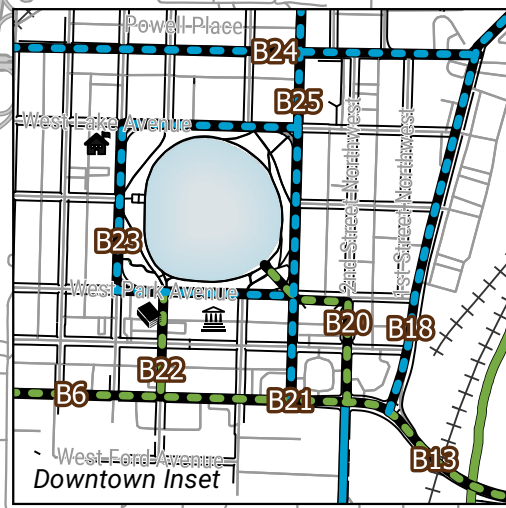 Powell Place
B24
B25
West Lake Avenue
2nd Street Northwest
1st Street Northwest
B23
West Park Avenue
B20
B18
B22
B6
B21
West Ford Avenue
B13
Downtown Inset